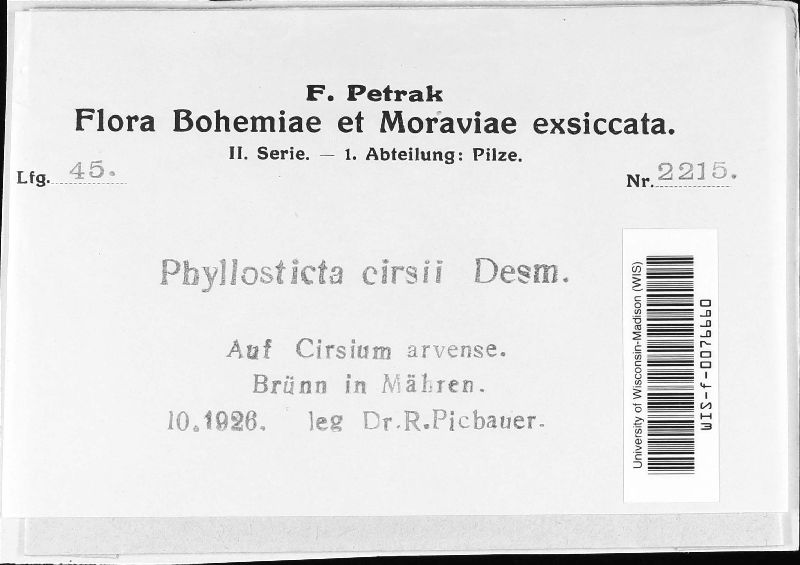 F. Petrak
Flora Bohemiae et Moraviae exsiccata.
II. Serie. — 1. Abteilung: Pilze.
Lfg. 45.
Nr. 2215.
Phyllosticta cirsii Desm.
Auf Cirsium arvense.
Brünn in Mähren.
10.1926. leg Dr.R.Picbauer.
University of Wisconsin-Madison (WIS)
WIS-f-0076660